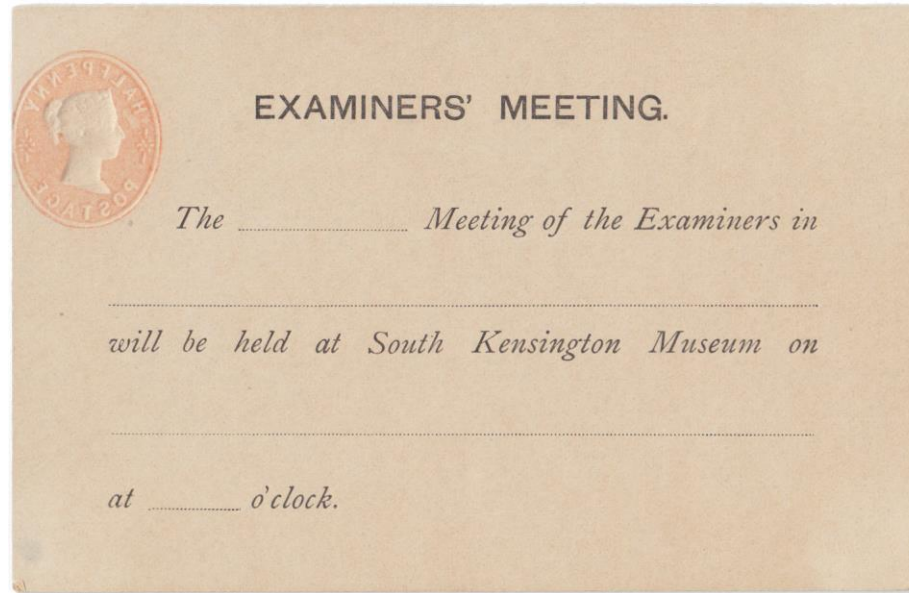 HALFPENNY
POSTAGE
EXAMINERS' MEETING.
The ........ Meeting of the Examiners in
will be held at South Kensington Museum on
at ........ o'clock.